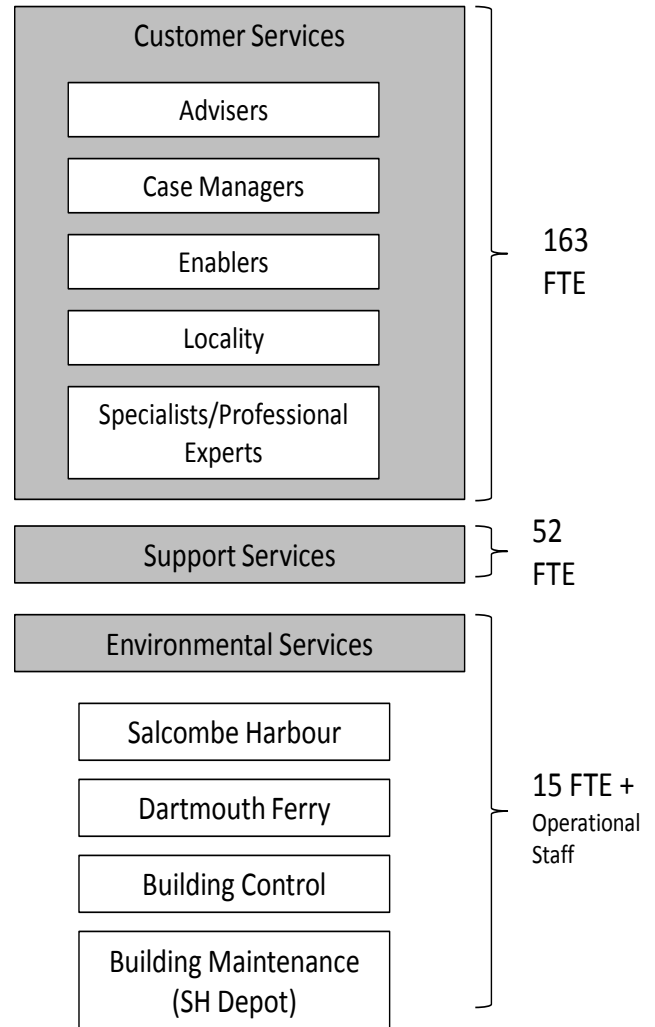 Customer Services
Advisers
Case Managers
Enablers
Locality
Specialists/Professional
Experts
163
FTE
Support Services
52
FTE
Environmental Services
Salcombe Harbour
Dartmouth Ferry
Building Control
Building Maintenance
(SH Depot)
15 FTE +
Operational
Staff